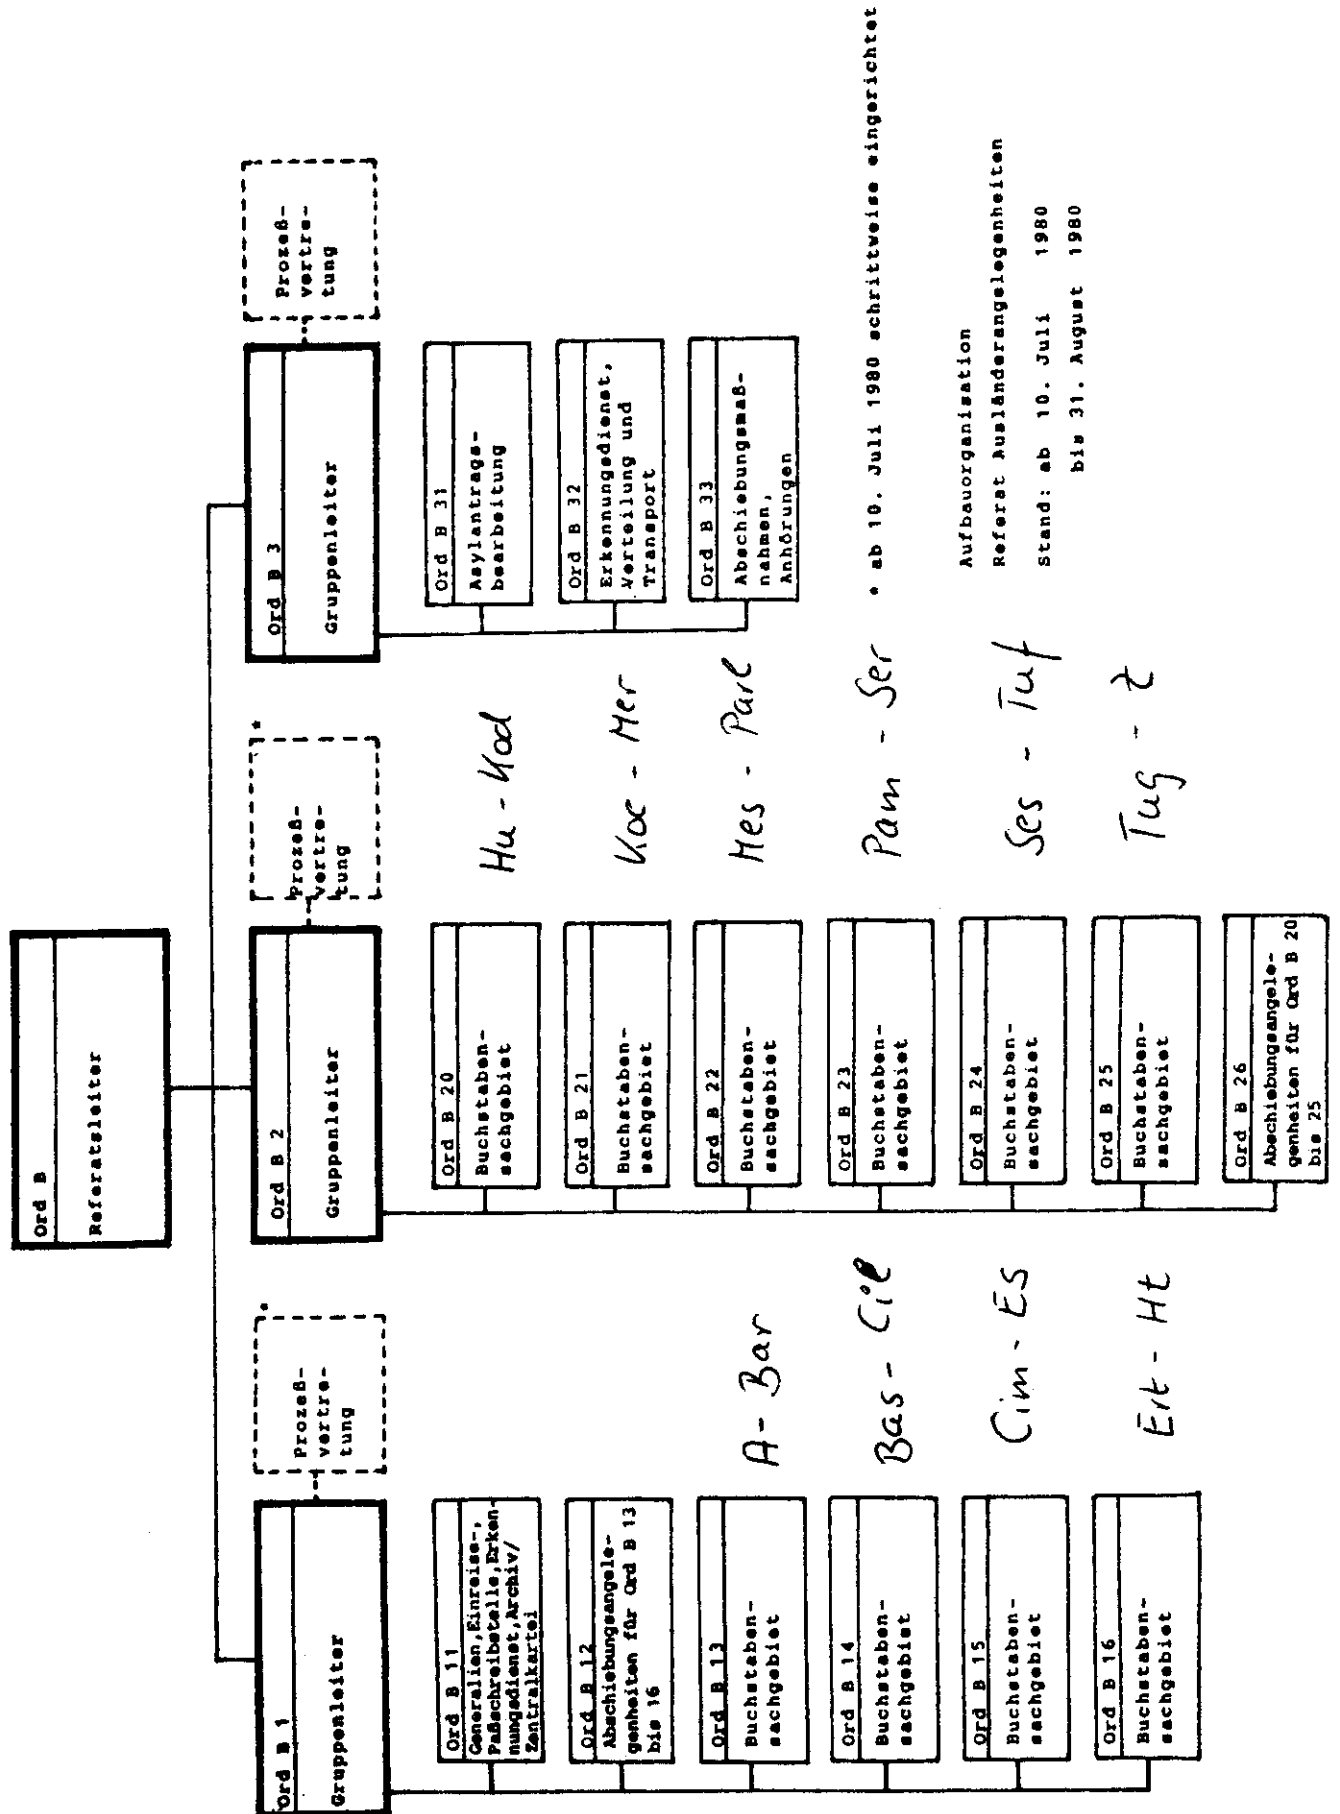 Ord B
Referatsleiter
Ord B 1
Gruppenleiter
Prozeß-
vertre-
tung
*
Ord B 11
Generalien,Einreise-,
Paßschreibstelle,Erken-
nungsdienst,Archiv/
Zentralkartei
Ord B 12
Abschiebungsangele-
genheiten für Ord B 13
bis 16
Ord B 13
Buchstaben-
sachgebiet
A - Bar
Ord B 14
Buchstaben-
sachgebiet
Bas - Cil
Ord B 15
Buchstaben-
sachgebiet
Cim - Es
Ord B 16
Buchstaben-
sachgebiet
Ert - Ht
Ord B 2
Gruppenleiter
Prozeß-
vertre-
tung
*
Ord B 20
Buchstaben-
sachgebiet
Hu - Kod
Ord B 21
Buchstaben-
sachgebiet
Koc - Mer
Ord B 22
Buchstaben-
sachgebiet
Mes - Parl
Ord B 23
Buchstaben-
sachgebiet
Pam - Ser
Ord B 24
Buchstaben-
sachgebiet
Ses - Tuf
Ord B 25
Buchstaben-
sachgebiet
Tug - Z
Ord B 26
Abschiebungsangele-
genheiten für Ord B 20
bis 25
Ord B 3
Gruppenleiter
Prozeß-
vertre-
tung
Ord B 31
Asylantrags-
bearbeitung
Ord B 32
Erkennungsdienst,
Verteilung und
Transport
Ord B 33
Abschiebungsmaß-
nahmen,
Anhörungen
* ab 10. Juli 1980 schrittweise eingerichtet
Aufbauorganisation
Referat Ausländerangelegenheiten
Stand: ab 10. Juli 1980
bis 31. August 1980